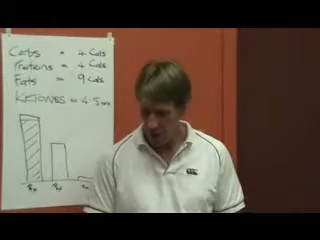 Carbs = 4 Cals
Proteins = 4 Cals
Fats = 9 Cals
KETONES = 4.5